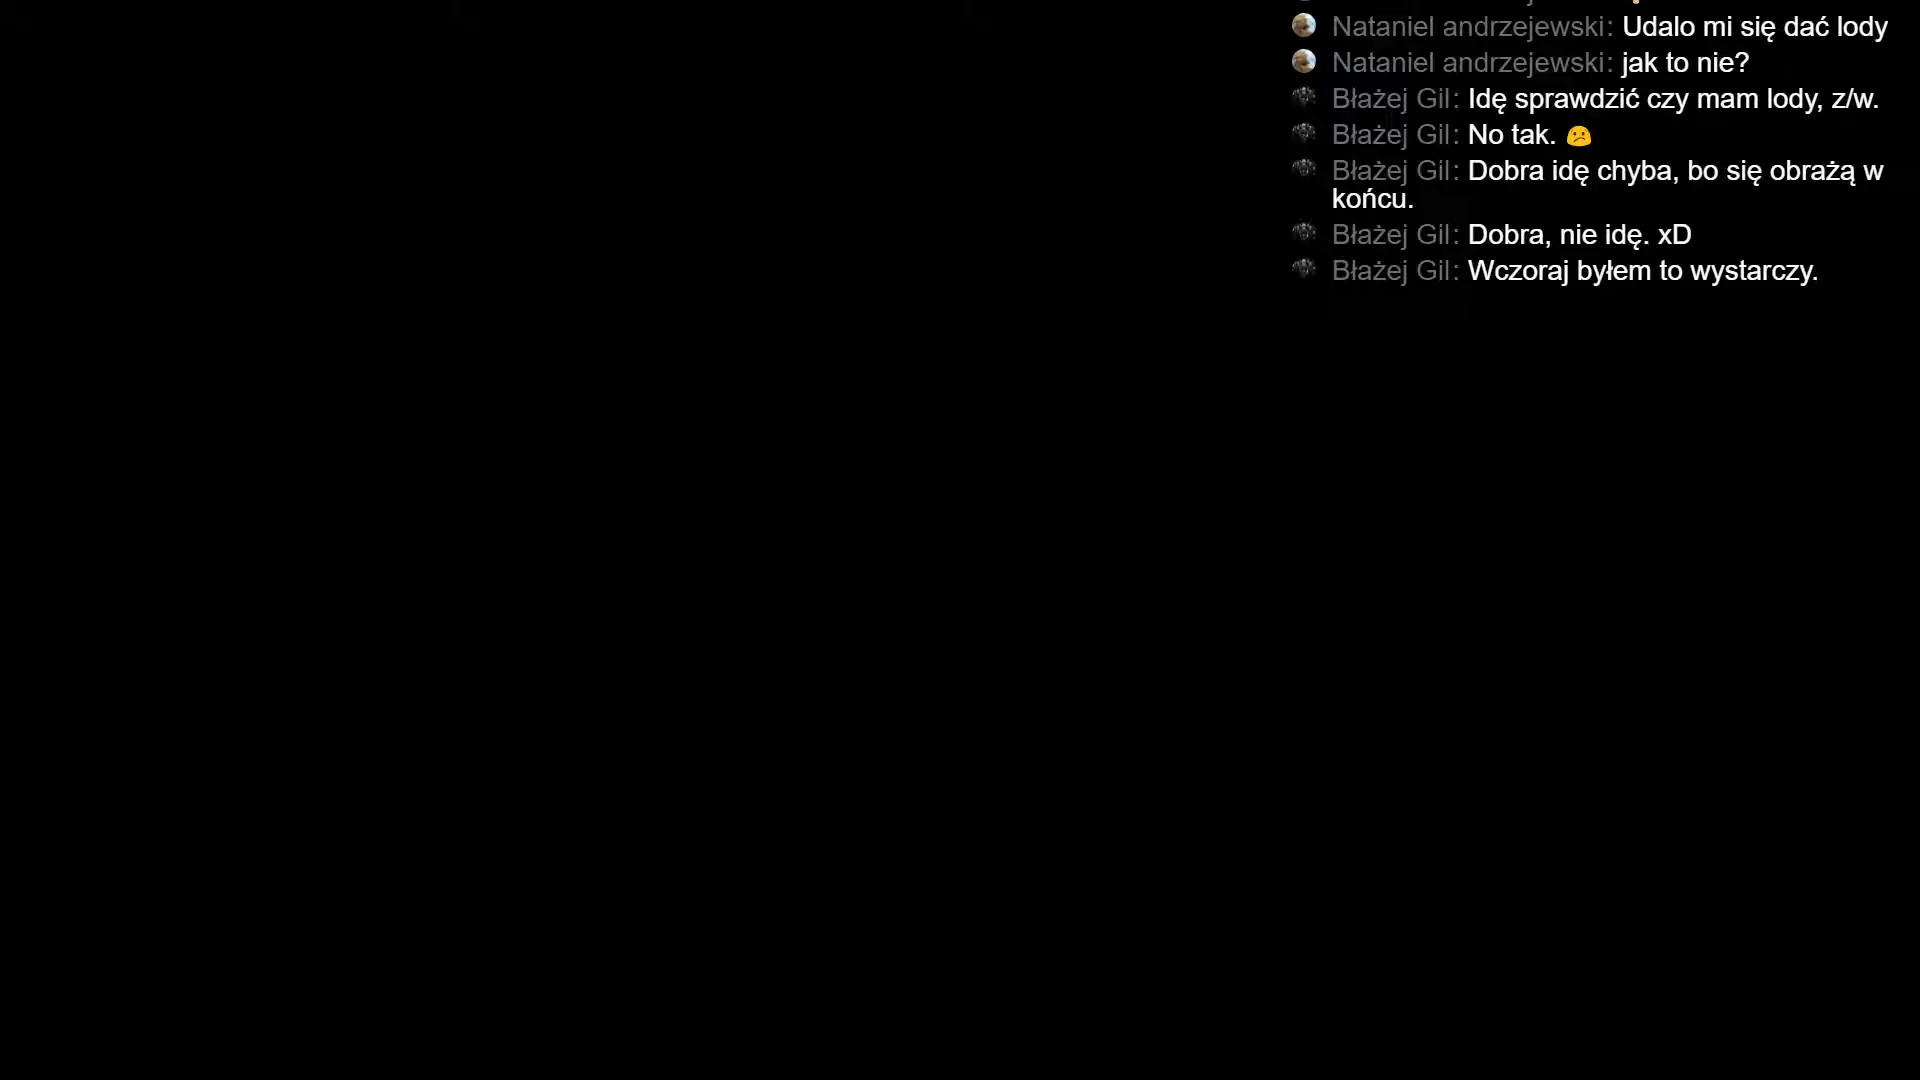 Nataniel andrzejewski: Udalo mi się dać lody
Nataniel andrzejewski: jak to nie?
Błażej Gil: Idę sprawdzić czy mam lody, z/w.
Błażej Gil: No tak. 😕
Błażej Gil: Dobra idę chyba, bo się obrażą w
końcu.
Błażej Gil: Dobra, nie idę. xD
Błażej Gil: Wczoraj byłem to wystarczy.